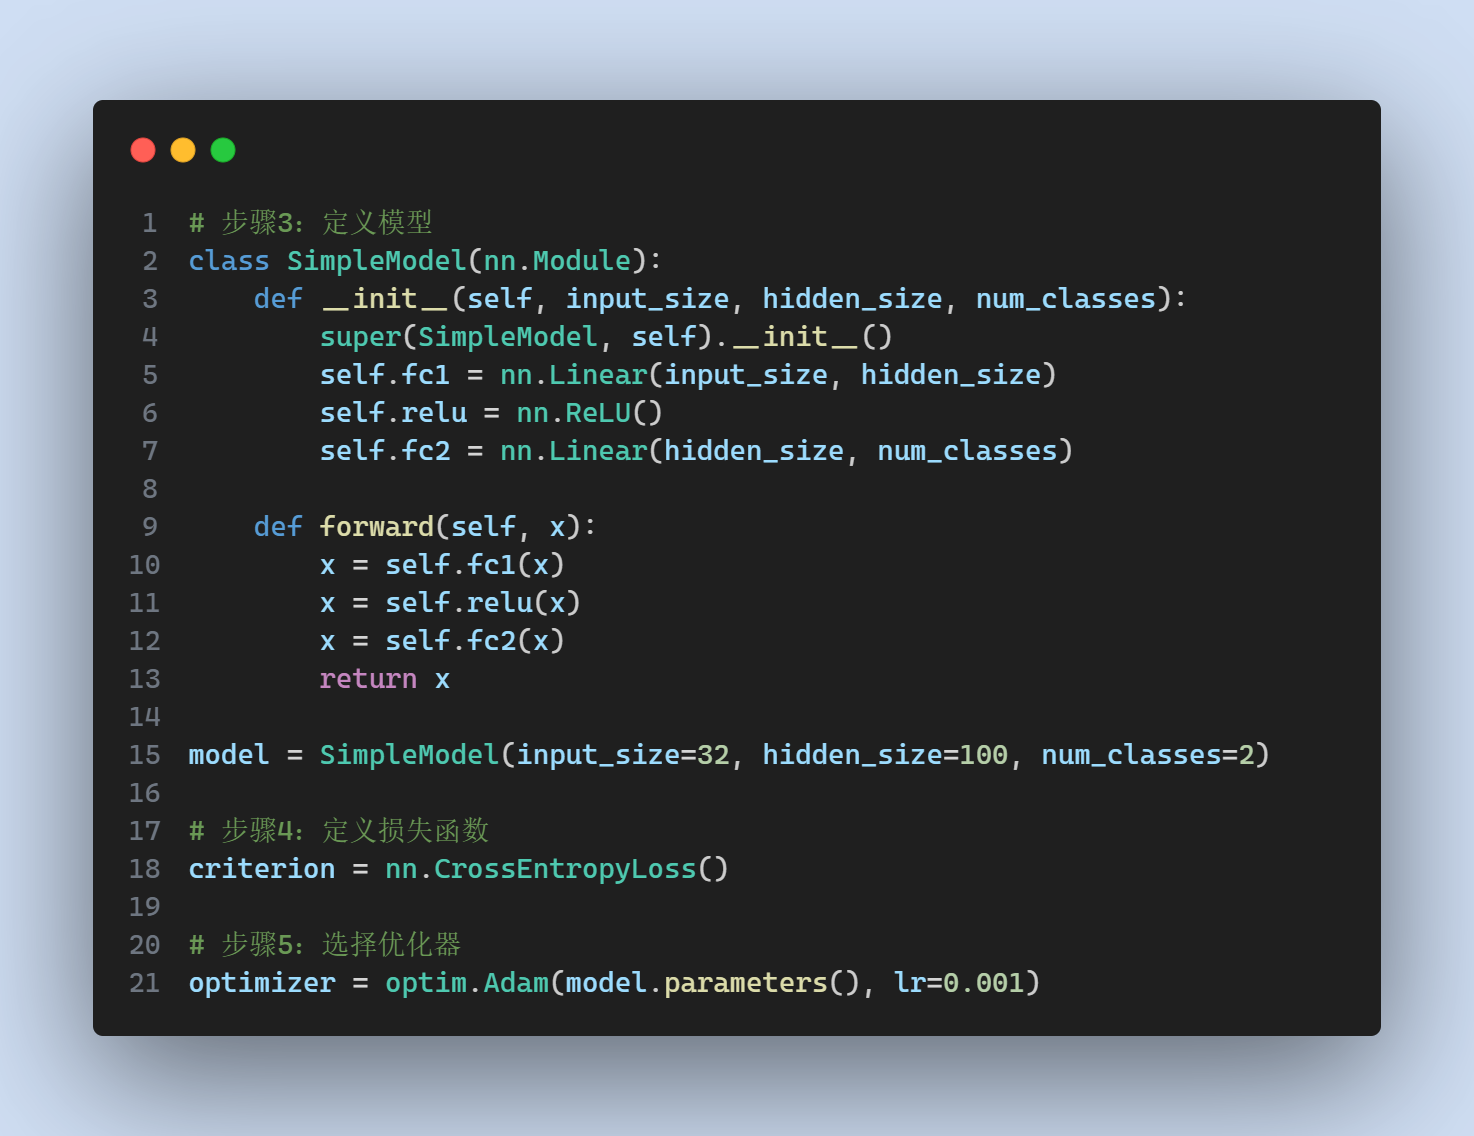 1 # 步骤3：定义模型
2 class SimpleModel(nn.Module):
3     def __init__(self, input_size, hidden_size, num_classes):
4         super(SimpleModel, self).__init__()
5         self.fc1 = nn.Linear(input_size, hidden_size)
6         self.relu = nn.ReLU()
7         self.fc2 = nn.Linear(hidden_size, num_classes)
8
9     def forward(self, x):
10         x = self.fc1(x)
11         x = self.relu(x)
12         x = self.fc2(x)
13         return x
14
15 model = SimpleModel(input_size=32, hidden_size=100, num_classes=2)
16
17 # 步骤4：定义损失函数
18 criterion = nn.CrossEntropyLoss()
19
20 # 步骤5：选择优化器
21 optimizer = optim.Adam(model.parameters(), lr=0.001)